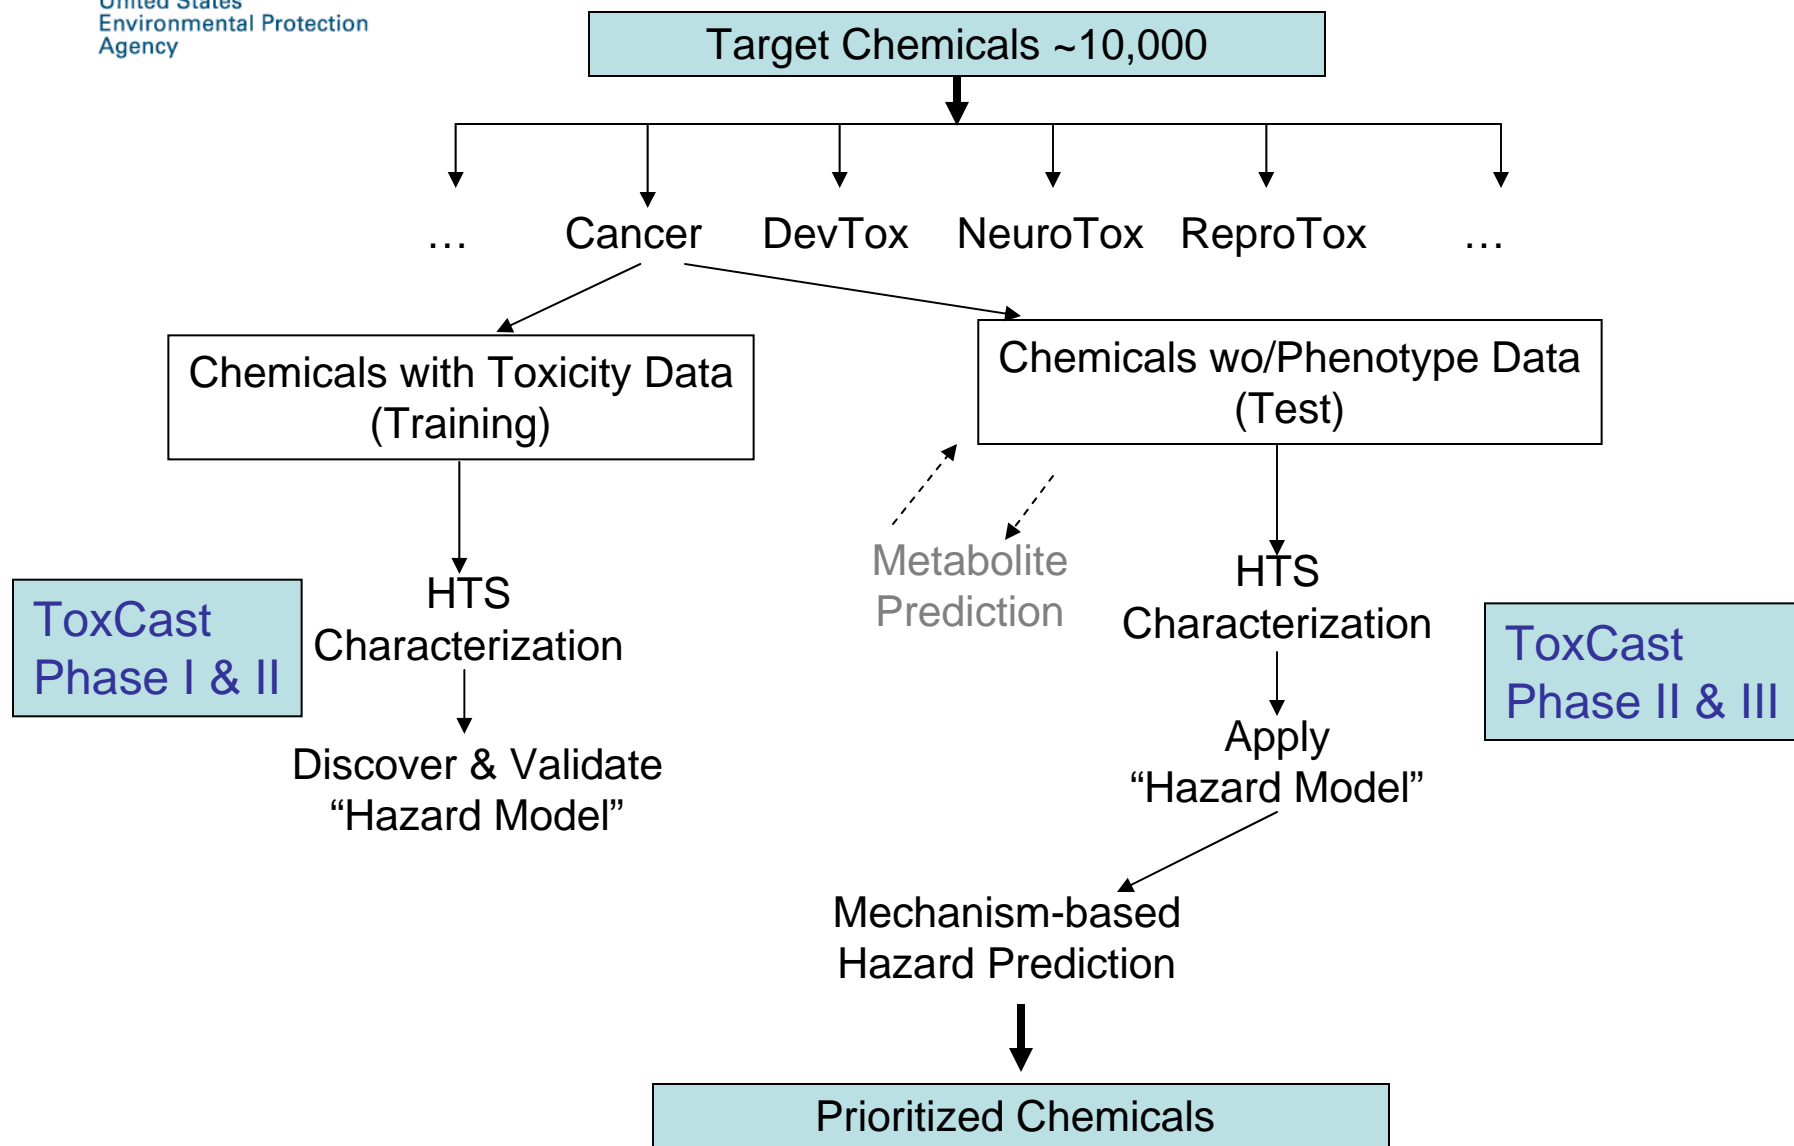 United States
Environmental Protection
Agency
Target Chemicals ~10,000
… Cancer DevTox NeuroTox ReproTox …
Chemicals with Toxicity Data
(Training)
Chemicals wo/Phenotype Data
(Test)
Metabolite
Prediction
HTS
Characterization
HTS
Characterization
ToxCast
Phase I & II
ToxCast
Phase II & III
Discover & Validate
“Hazard Model”
Apply
“Hazard Model”
Mechanism-based
Hazard Prediction
Prioritized Chemicals